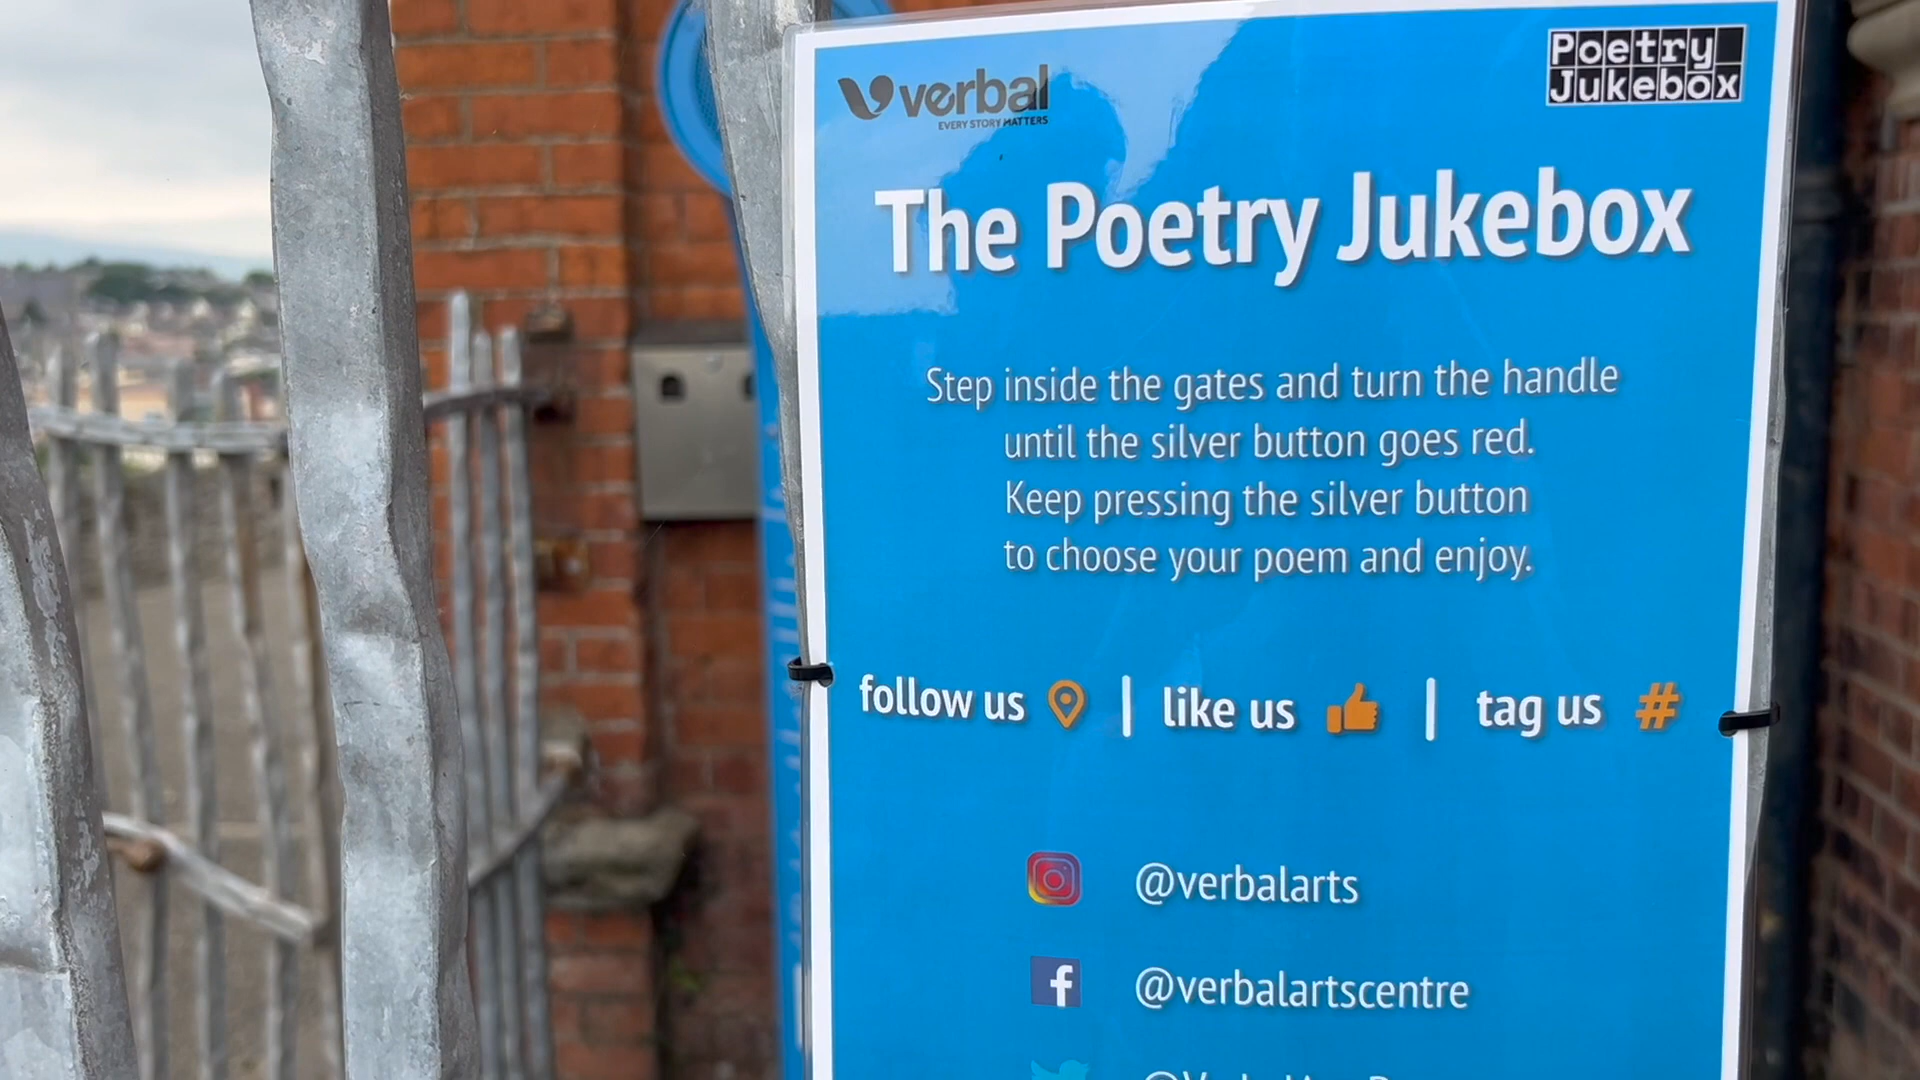 verbal
EVERY STORY MATTERS
Poetry
Jukebox
The Poetry Jukebox
Step inside the gates and turn the handle
until the silver button goes red.
Keep pressing the silver button
to choose your poem and enjoy.
follow us | like us | tag us #
@verbalarts
@verbalartscentre